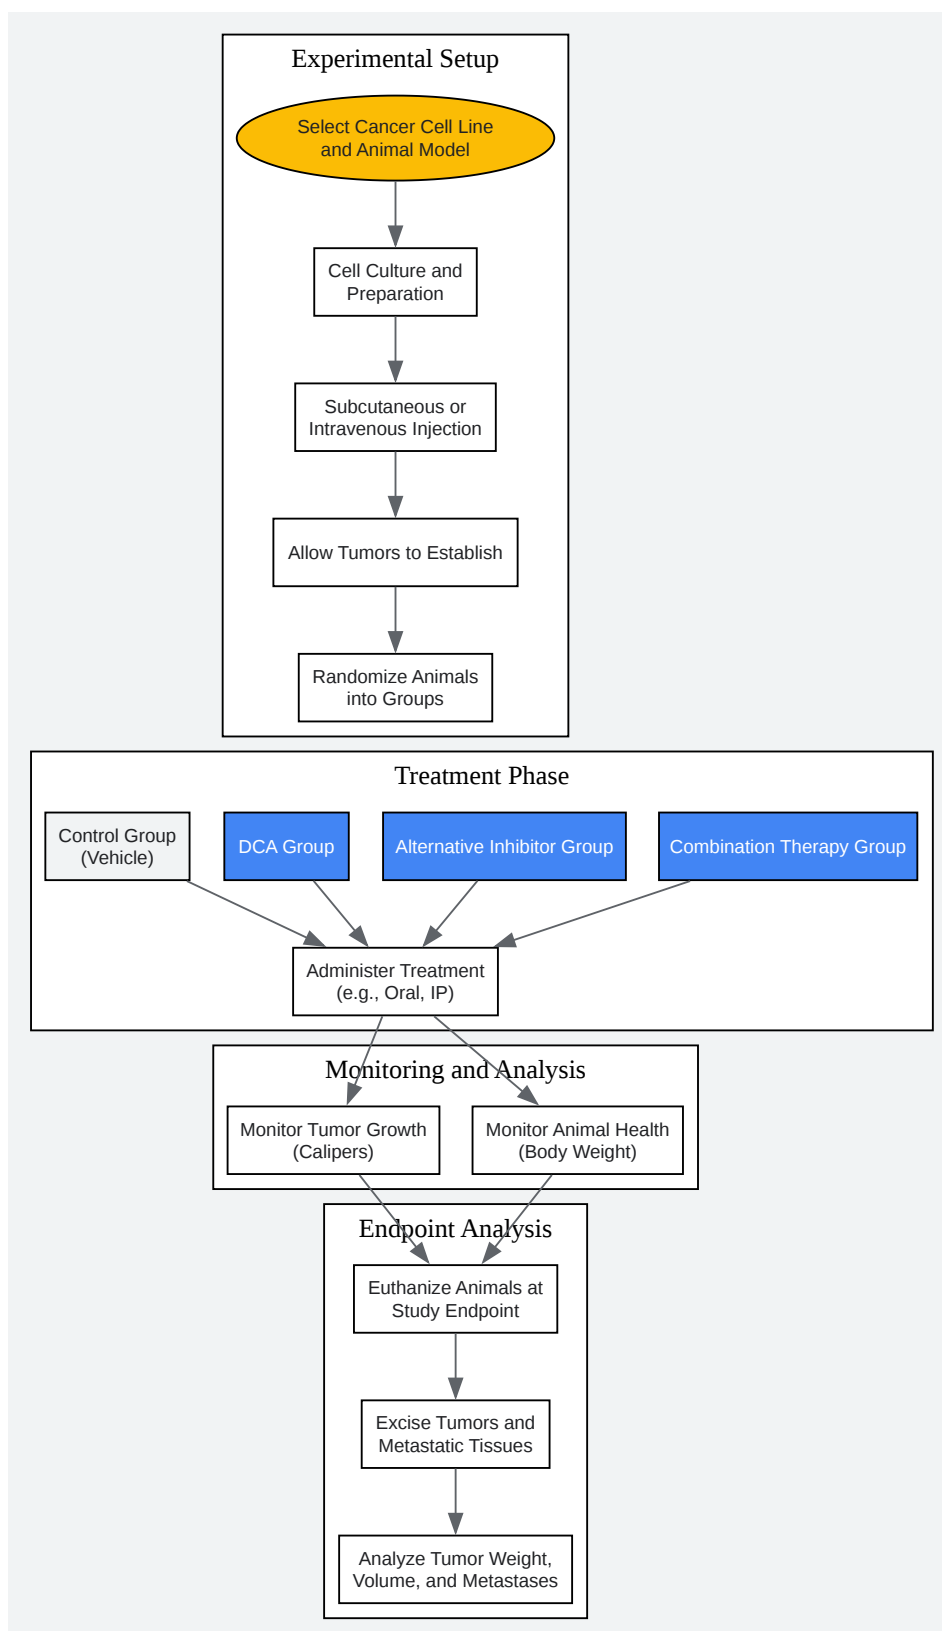 Experimental Setup
Select Cancer Cell Line
and Animal Model
Cell Culture and
Preparation
Subcutaneous or
Intravenous Injection
Allow Tumors to Establish
Randomize Animals
into Groups
Treatment Phase
Control Group
(Vehicle)
DCA Group
Alternative Inhibitor Group
Combination Therapy Group
Administer Treatment
(e.g., Oral, IP)
Monitoring and Analysis
Monitor Tumor Growth
(Calipers)
Monitor Animal Health
(Body Weight)
Endpoint Analysis
Euthanize Animals at
Study Endpoint
Excise Tumors and
Metastatic Tissues
Analyze Tumor Weight,
Volume, and Metastases